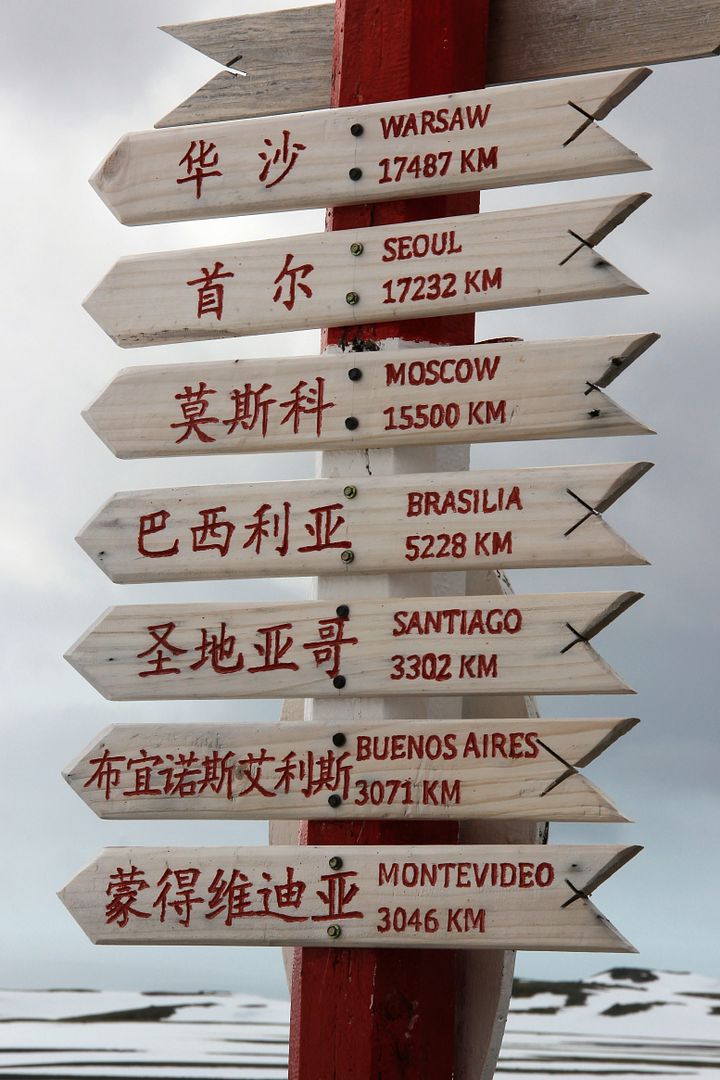 华沙
WARSAW
17487 KM
首尔
SEOUL
17232 KM
莫斯科
MOSCOW
15500 KM
巴西利亚
BRASILIA
5228 KM
圣地亚哥
SANTIAGO
3302 KM
布宜诺斯艾利斯
BUENOS AIRES
3071 KM
蒙得维迪亚
MONTEVIDEO
3046 KM